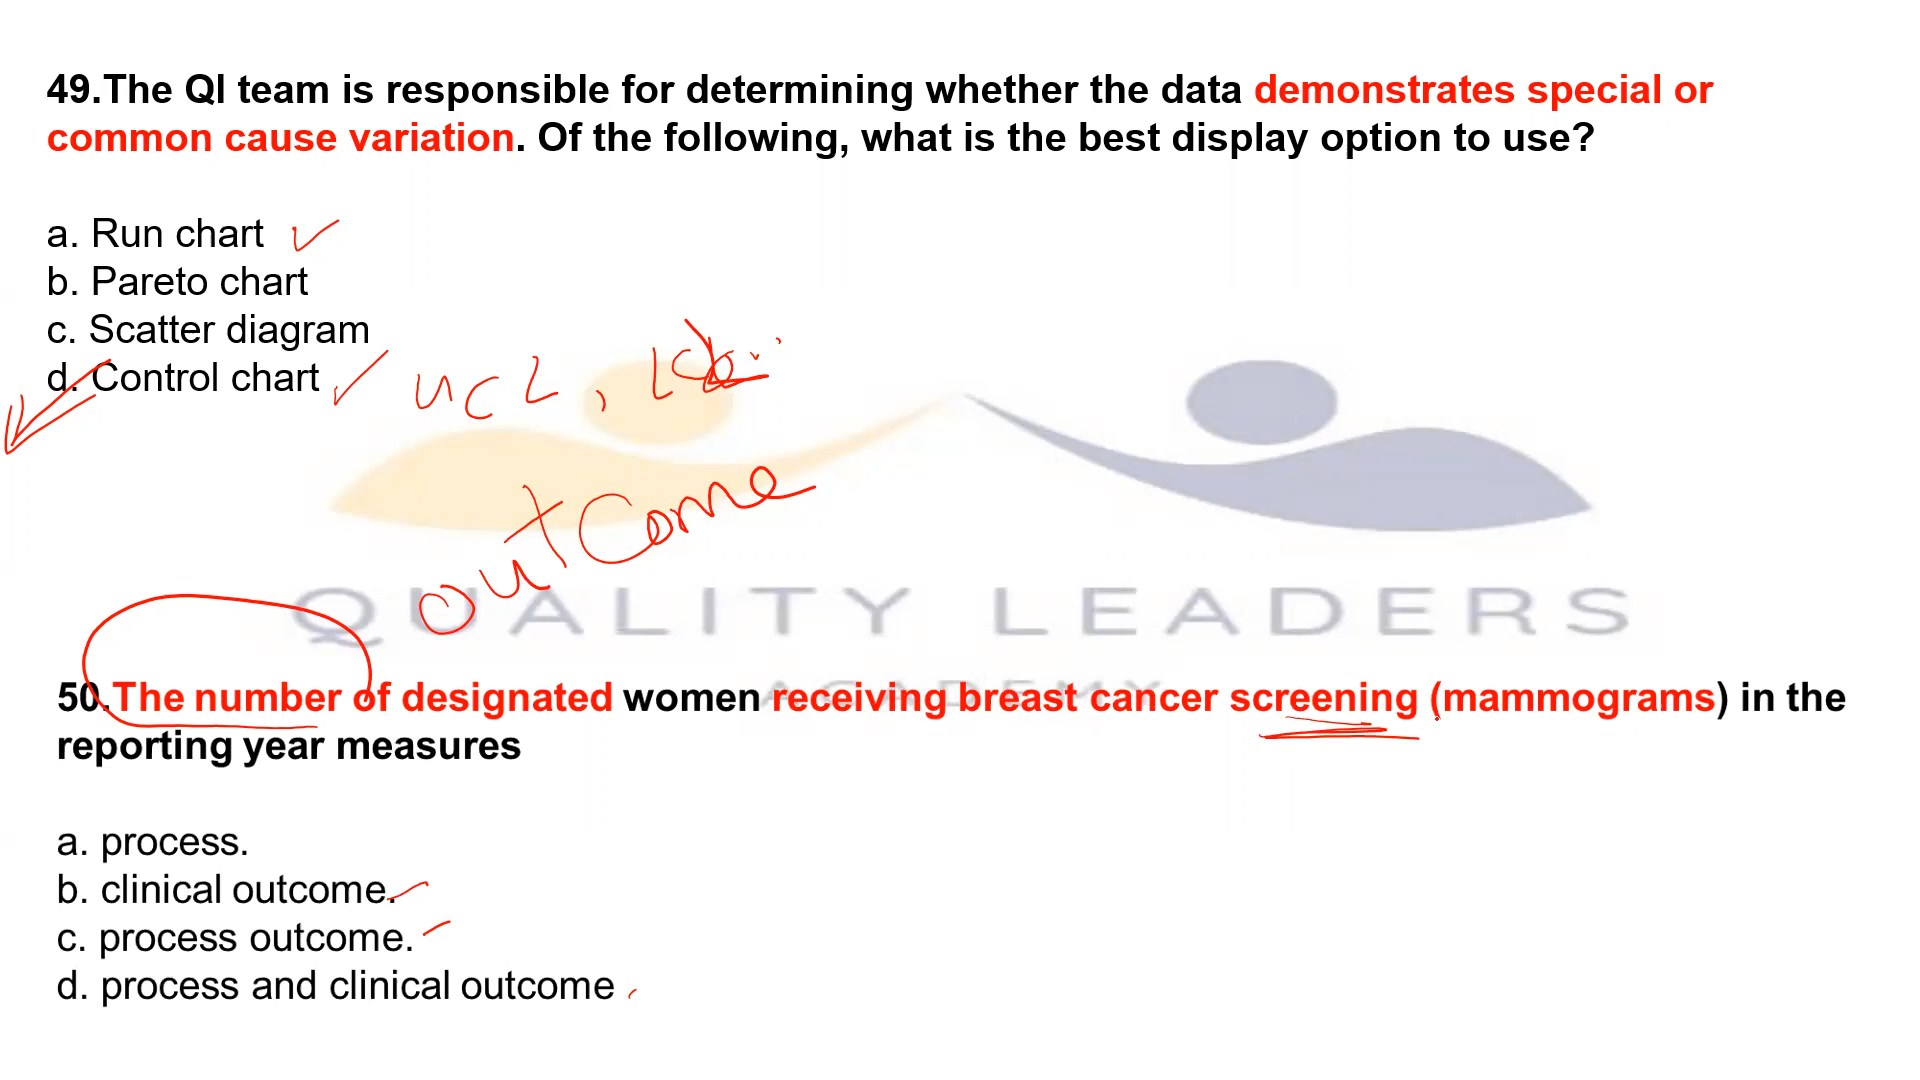 49.The QI team is responsible for determining whether the data demonstrates special or
common cause variation. Of the following, what is the best display option to use?
a. Run chart
b. Pareto chart
c. Scatter diagram
d. Control chart
UCL,
outcome
QUALITY LEADERS
ACADEMY
50.The number of designated women receiving breast cancer screening (mammograms) in the
reporting year measures
a. process.
b. clinical outcome.
c. process outcome.
d. process and clinical outcome